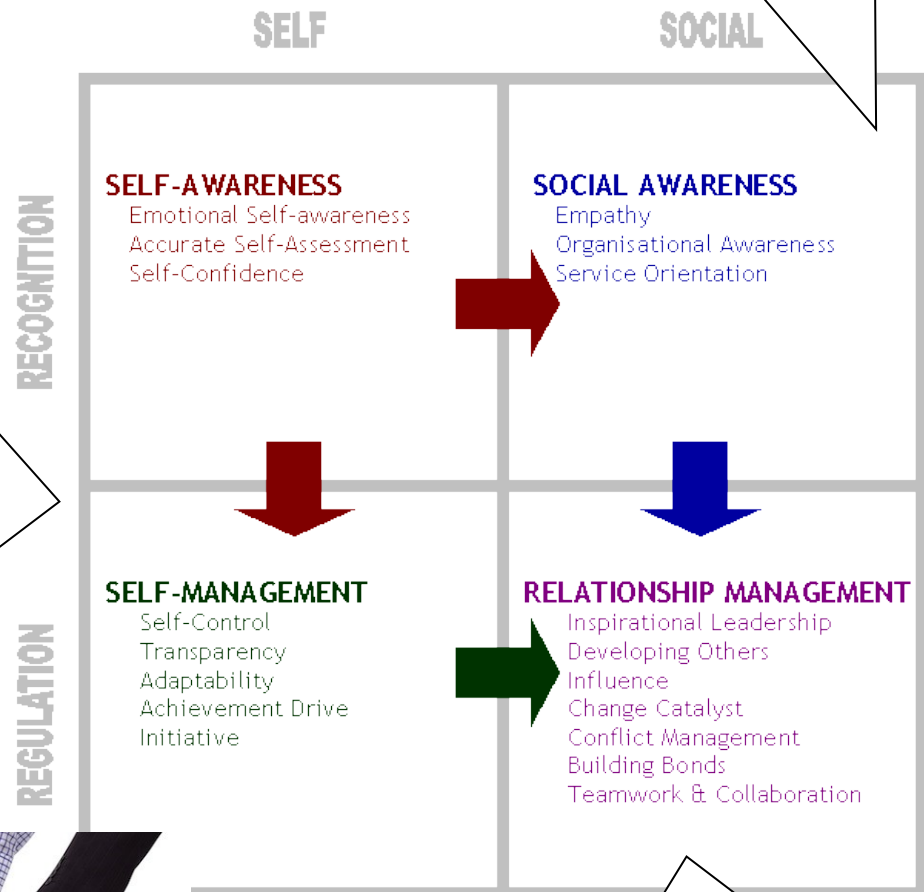 SELF
SOCIAL
RECOGNITION
SELF-AWARENESS
Emotional Self-awareness
Accurate Self-Assessment
Self-Confidence
SOCIAL AWARENESS
Empathy
Organisational Awareness
Service Orientation
REGULATION
SELF-MANAGEMENT
Self-Control
Transparency
Adaptability
Achievement Drive
Initiative
RELATIONSHIP MANAGEMENT
Inspirational Leadership
Developing Others
Influence
Change Catalyst
Conflict Management
Building Bonds
Teamwork & Collaboration